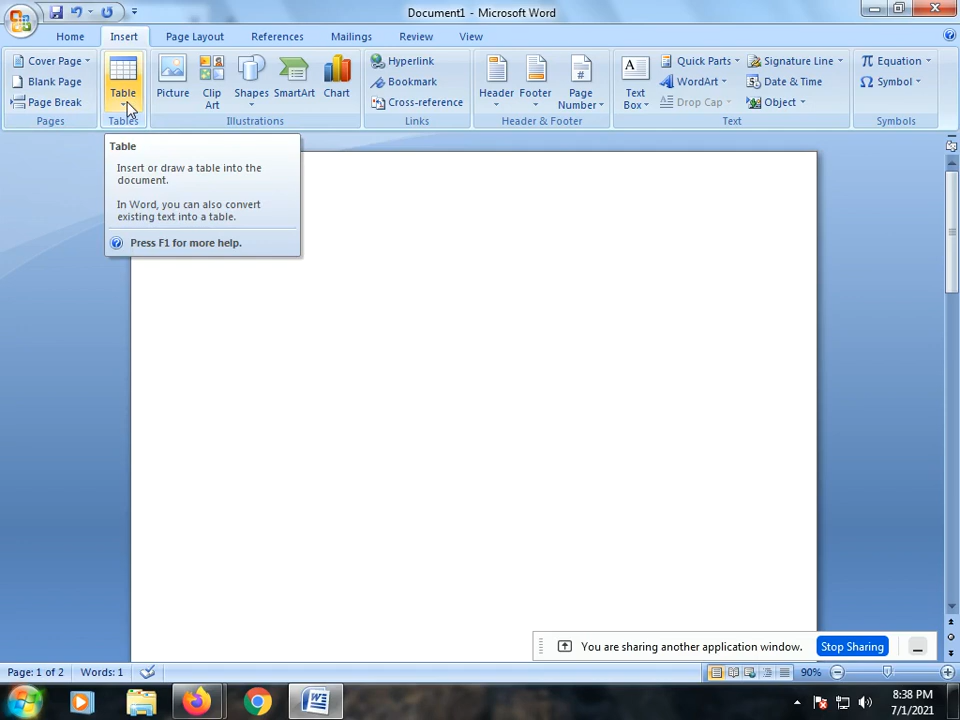 Document1 - Microsoft Word
Home Insert Page Layout References Mailings Review View
Cover Page
Blank Page
Page Break
Pages
Table
Tables
Picture
Clip
Art
Shapes
SmartArt
Chart
Illustrations
Hyperlink
Bookmark
Cross-reference
Links
Header
Footer
Page
Number
Header & Footer
Text
Box
Quick Parts
WordArt
Drop Cap
Signature Line
Date & Time
Object
Text
Equation
Symbol
Symbols
Table
Insert or draw a table into the
document.
In Word, you can also convert
existing text into a table.
Press F1 for more help.
You are sharing another application window. Stop Sharing
Page: 1 of 2 Words: 1 90%
8:38 PM
7/1/2021